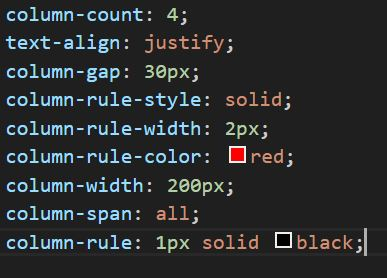 column-count: 4;
text-align: justify;
column-gap: 30px;
column-rule-style: solid;
column-rule-width: 2px;
column-rule-color: red;
column-width: 200px;
column-span: all;
column-rule: 1px solid black;